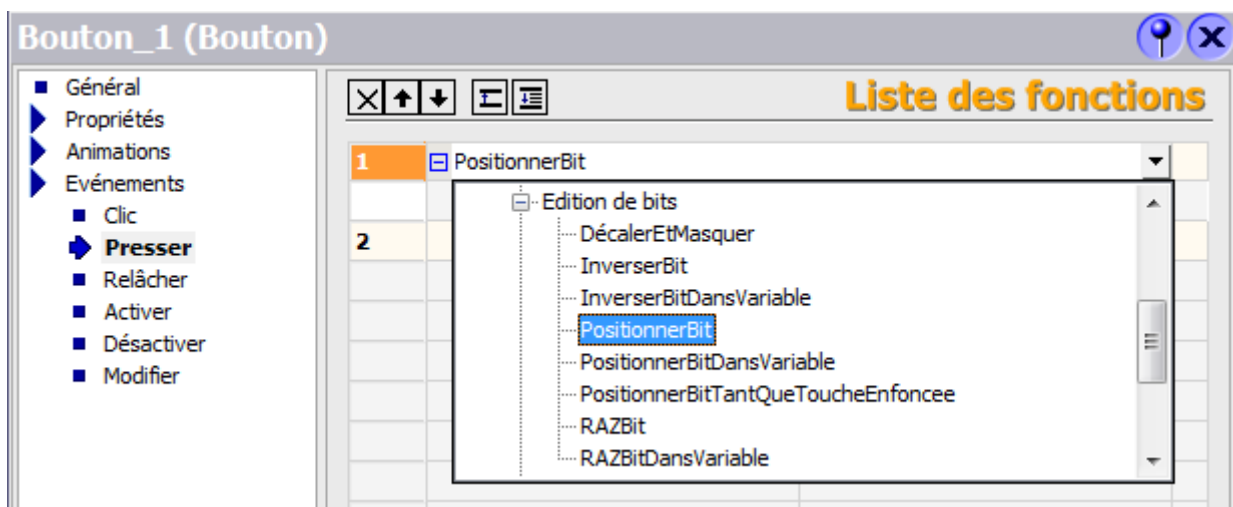 Bouton_1 (Bouton)
Général
Propriétés
Animations
Evénements
Clic
Presser
Relâcher
Activer
Désactiver
Modifier
Liste des fonctions
1 PositionnerBit
Edition de bits
2
DécalerEtMasquer
InverserBit
InverserBitDansVariable
PositionnerBit
PositionnerBitDansVariable
PositionnerBitTantQueToucheEnfoncee
RAZBit
RAZBitDansVariable